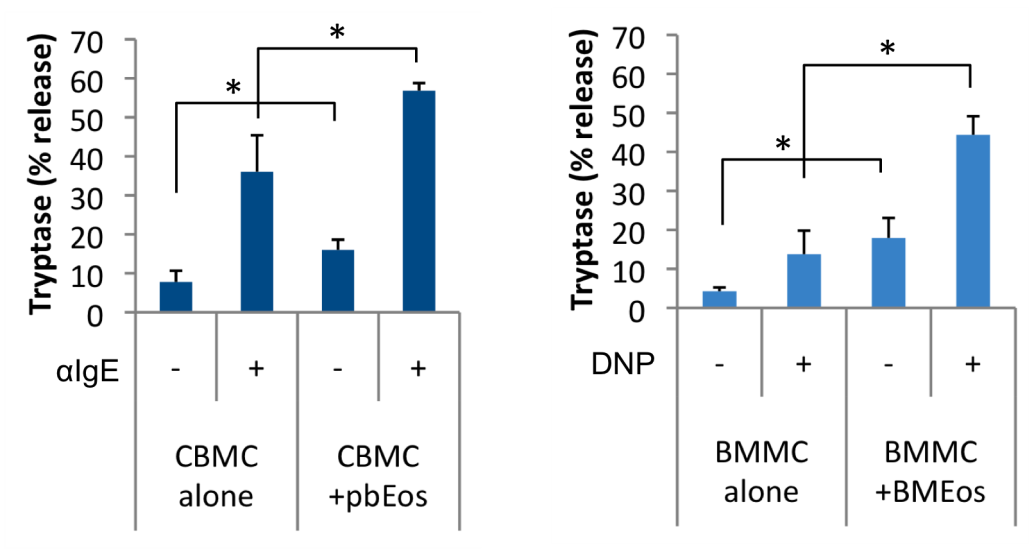 Tryptase (% release)
70
60
50
40
30
20
10
0
*
*
αIgE - + - +
CBMC alone
CBMC +pbEos
Tryptase (% release)
70
60
50
40
30
20
10
0
*
*
DNP - + - +
BMMC alone
BMMC +BMEos